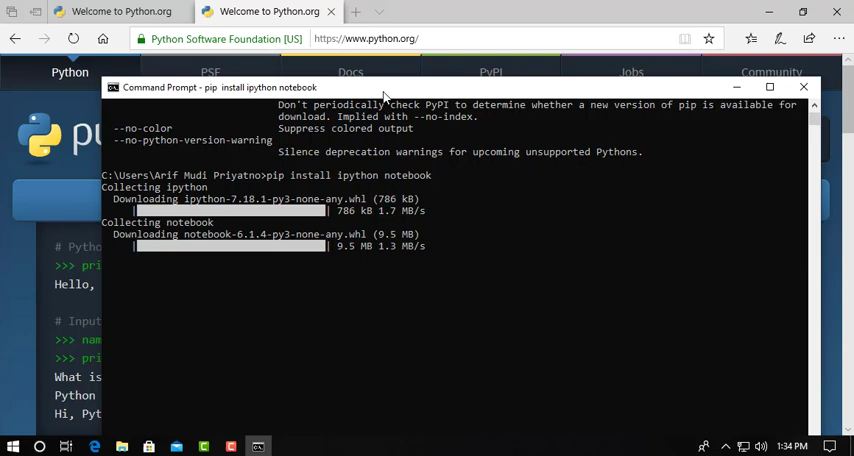 Welcome to Python.org
Welcome to Python.org
Python Software Foundation [US] https://www.python.org/
Python PSF Docs PyPI Jobs Community
Command Prompt - pip install ipython notebook
Don't periodically check PyPI to determine whether a new version of pip is available for
download. Implied with --no-index.
--no-color Suppress colored output
--no-python-version-warning
Silence deprecation warnings for upcoming unsupported Pythons.
C:\Users\Arif Mudi Priyatno>pip install ipython notebook
Collecting ipython
Downloading ipython-7.18.1-py3-none-any.whl (786 kB)
| | 786 kB 1.7 MB/s
Collecting notebook
Downloading notebook-6.1.4-py3-none-any.whl (9.5 MB)
| | 9.5 MB 1.3 MB/s
pu
# Pytho
>>> pri
Hello,
# Input
>>> nam
>>> pri
What is
Python
Hi, Pyt
1:34 PM